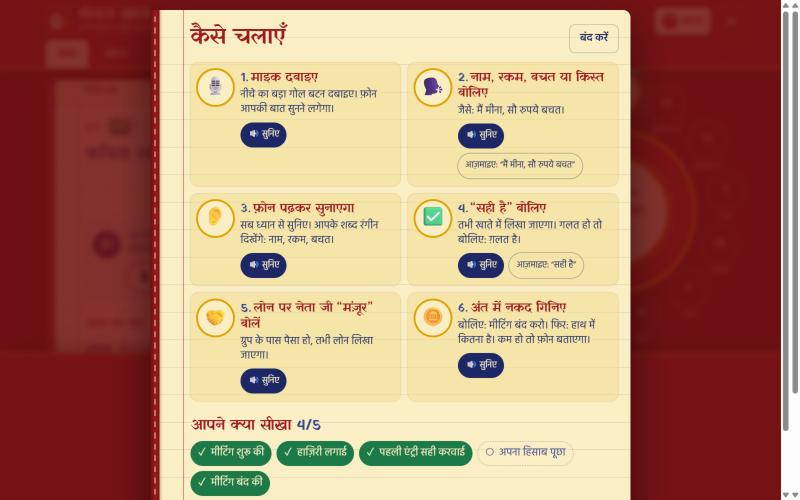 कैसे चलाएँ
बंद करें
1. माइक दबाइए
नीचे का बड़ा गोल बटन दबाइए। फ़ोन
आपकी बात सुनने लगेगा।
सुनिए
2. नाम, रकम, बचत या किस्त
बोलिए
जैसे: मैं मीना, सौ रुपये बचत।
सुनिए
आज़माइए: “मैं मीना, सौ रुपये बचत”
3. फ़ोन पढ़कर सुनाएगा
सब ध्यान से सुनिए। आपके शब्द रंगीन
दिखेंगे: नाम, रकम, बचत।
सुनिए
4. “सही है” बोलिए
तभी खाते में लिखा जाएगा। गलत हो तो
बोलिए: ग़लत है।
सुनिए
आज़माइए: “सही है”
5. लोन पर नेता जी “मंज़ूर”
बोलें
ग्रुप के पास पैसा हो, तभी लोन लिखा
जाएगा।
सुनिए
6. अंत में नकद गिनिए
बोलिए: मीटिंग बंद करो। फिर: हाथ में
कितना है। कम हो तो फ़ोन बताएगा।
सुनिए
आपने क्या सीखा 4/5
✓ मीटिंग शुरू की
✓ हाज़िरी लगाई
✓ पहली एंट्री सही करवाई
○ अपना हिसाब पूछा
✓ मीटिंग बंद की